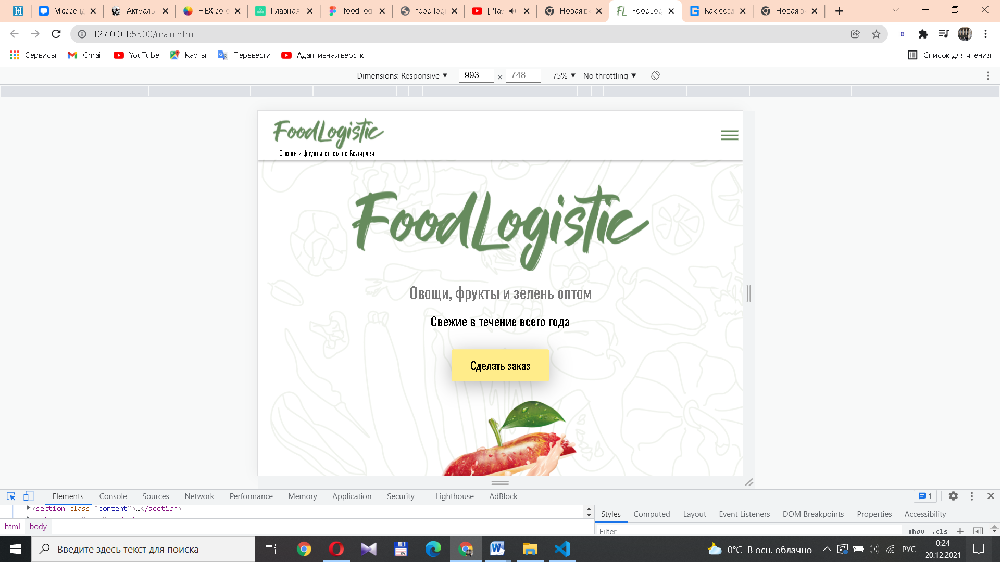 Мессенд
Актуальн
HEX colo
Главная
food logi
food logi
[Play
Новая вк
FoodLog
Как созд
Новая вк
127.0.0.1:5500/main.html
Сервисы
Gmail
YouTube
Карты
Перевести
Адаптивная верстк...
Список для чтения
Dimensions: Responsive ▼ 993 × 748 75% ▼ No throttling ▼
FoodLogistic
Овощи и фрукты оптом по Беларуси
FoodLogistic
Овощи, фрукты и зелень оптом
Свежие в течение всего года
Сделать заказ
Elements Console Sources Network Performance Memory Application Security Lighthouse AdBlock 1
<section class="content">…</section>
html body
Styles Computed Layout Event Listeners DOM Breakpoints Properties Accessibility
Filter :hov .cls +
Введите здесь текст для поиска
0°C В осн. облачно
РУС
0:24
20.12.2021